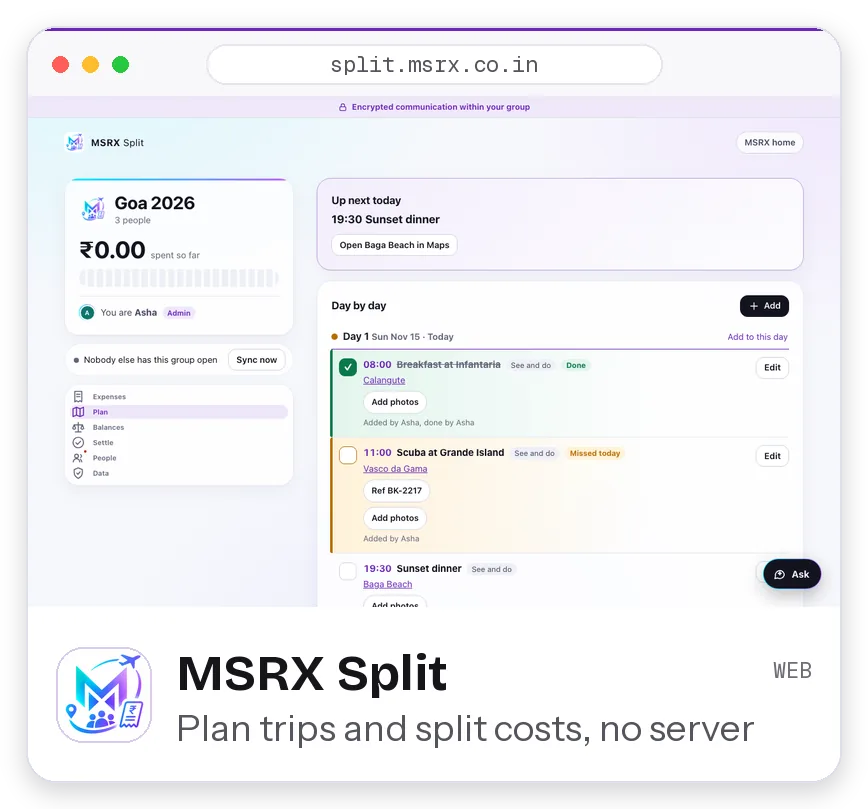 split.msrx.co.in
Encrypted communication within your group
MSRX Split
MSRX home
Goa 2026
3 people
₹0.00 spent so far
A You are Asha Admin
Nobody else has this group open Sync now
Expenses
Plan
Balances
Settle
People
Data
Up next today
19:30 Sunset dinner
Open Baga Beach in Maps
Day by day
+ Add
Day 1 Sun Nov 15 · Today
Add to this day
08:00 Breakfast at Infantaria See and do Done
Edit
Calangute
Add photos
Added by Asha, done by Asha
11:00 Scuba at Grande Island See and do Missed today
Edit
Vasco da Gama
Ref BK-2217
Add photos
Added by Asha
19:30 Sunset dinner See and do
Baga Beach
Add photos
Ask
MSRX Split
WEB
Plan trips and split costs, no server